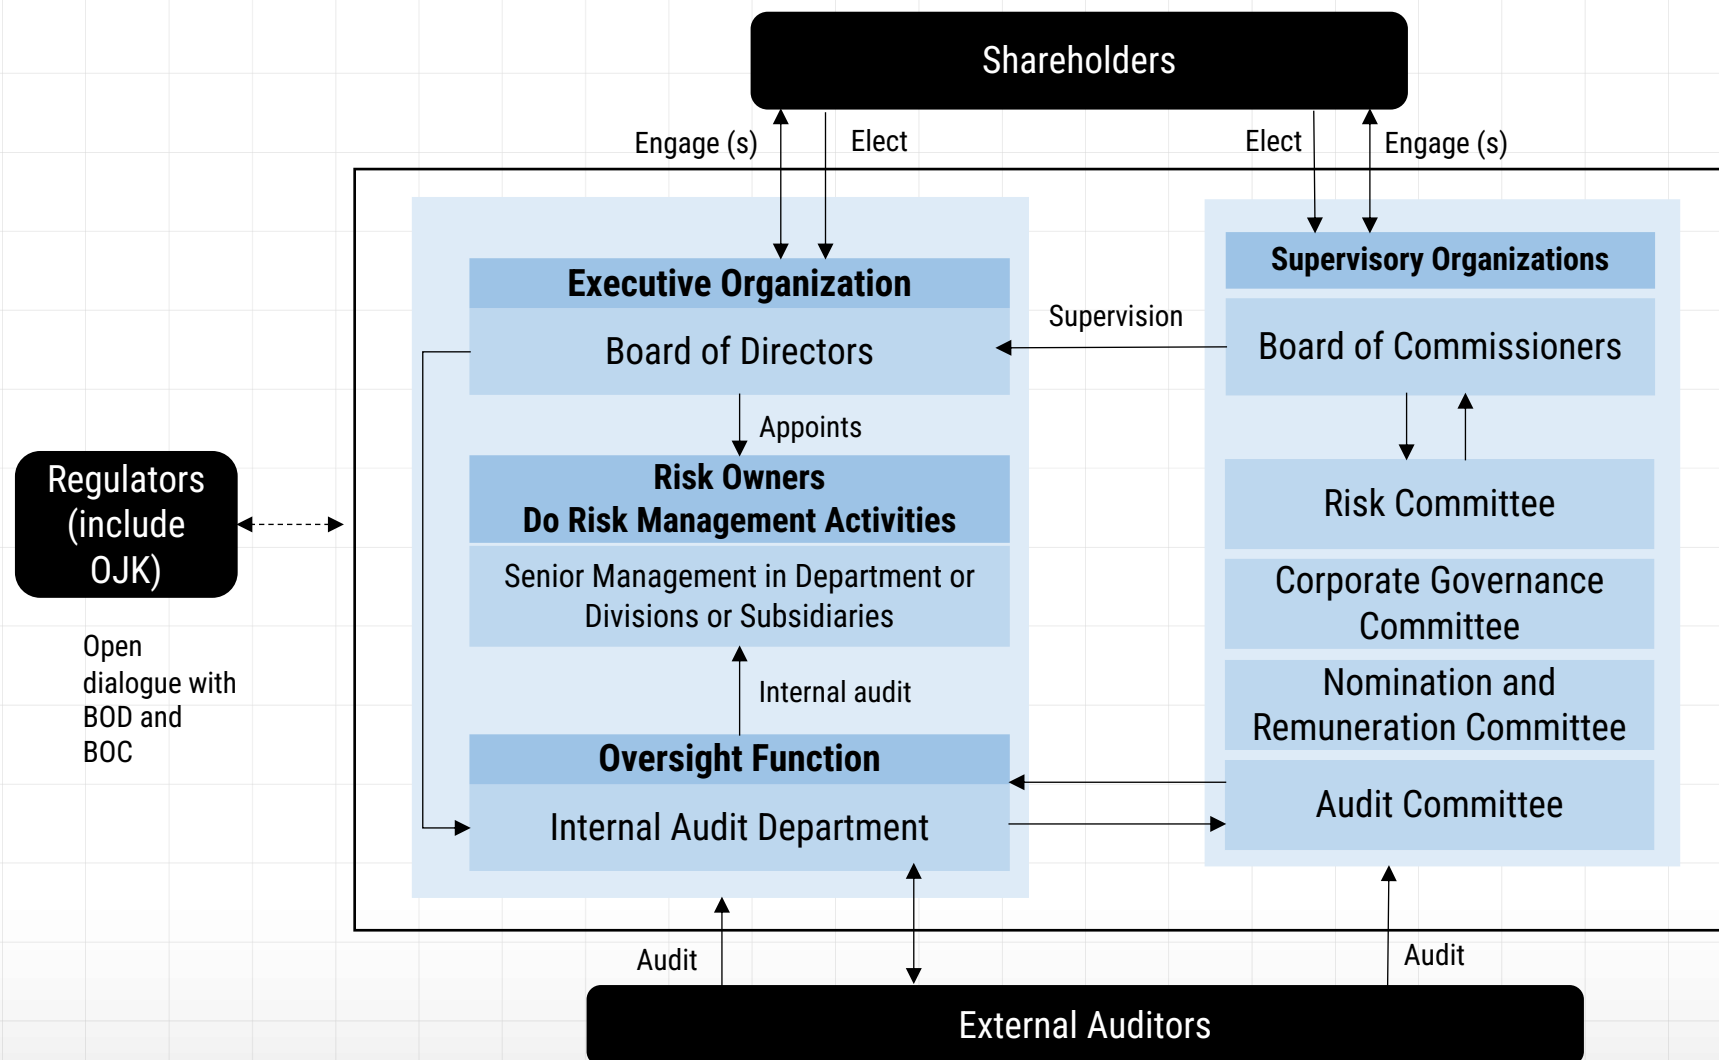 Shareholders
Engage (s)
Elect
Elect
Engage (s)
Executive Organization
Board of Directors
Supervision
Supervisory Organizations
Board of Commissioners
Appoints
Risk Owners
Do Risk Management Activities
Senior Management in Department or
Divisions or Subsidiaries
Risk Committee
Corporate Governance
Committee
Nomination and
Remuneration Committee
Audit Committee
Regulators
(include
OJK)
Open
dialogue with
BOD and
BOC
Internal audit
Oversight Function
Internal Audit Department
Audit
Audit
External Auditors